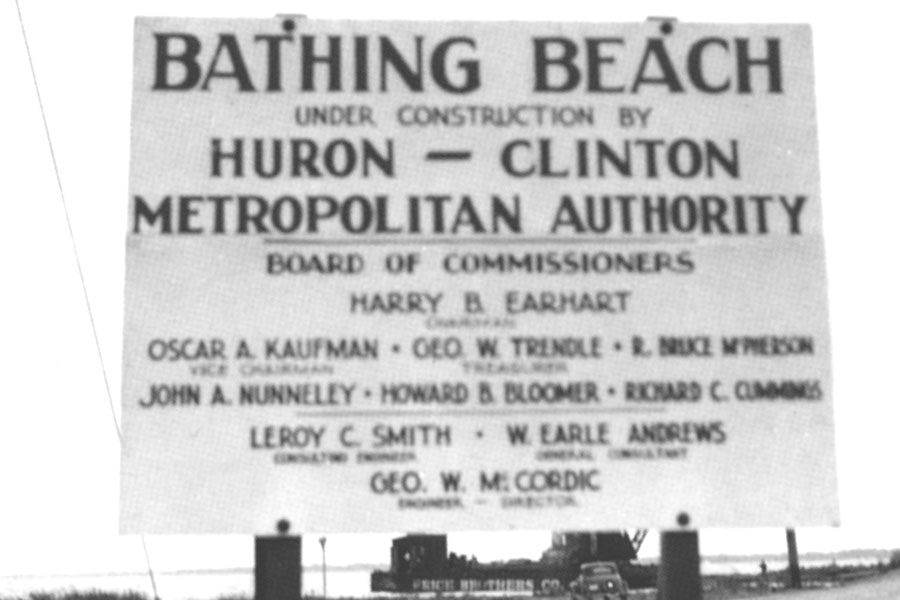 BATHING BEACH
UNDER CONSTRUCTION BY
HURON — CLINTON
METROPOLITAN AUTHORITY
BOARD OF COMMISSIONERS
HARRY B. EARHART
CHAIRMAN
OSCAR A. KAUFMAN • GEO. W. TRENDLE • R. BRUCE McPHERSON
VICE CHAIRMAN TREASURER
JOHN A. NUNNELEY • HOWARD B. BLOOMER • RICHARD C. CUMMINGS
LEROY C. SMITH • W. EARLE ANDREWS
CONSULTING ENGINEER GENERAL CONSULTANT
GEO. W. McCORDIC
ENGINEER — DIRECTOR
BROTHERS CO.